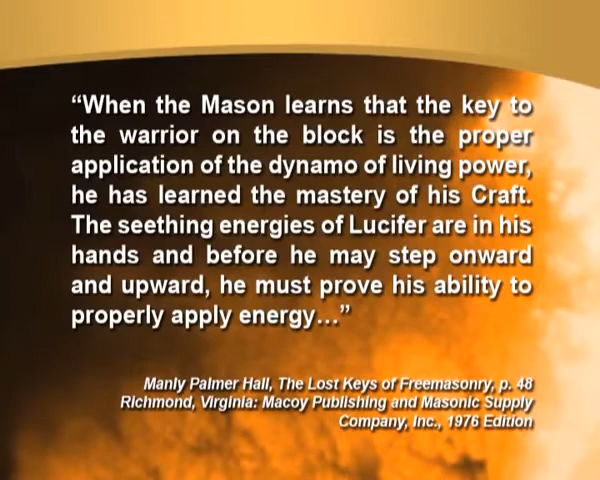 “When the Mason learns that the key to
the warrior on the block is the proper
application of the dynamo of living power,
he has learned the mastery of his Craft.
The seething energies of Lucifer are in his
hands and before he may step onward
and upward, he must prove his ability to
properly apply energy…”
Manly Palmer Hall, The Lost Keys of Freemasonry, p. 48
Richmond, Virginia: Macoy Publishing and Masonic Supply
Company, Inc., 1976 Edition